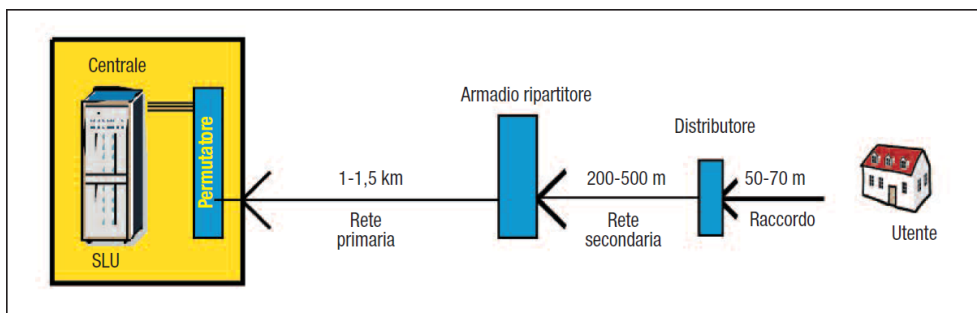 Centrale
Permutatore
SLU
1-1,5 km
Rete
primaria
Armadio ripartitore
200-500 m
Rete
secondaria
Distributore
50-70 m
Raccordo
Utente